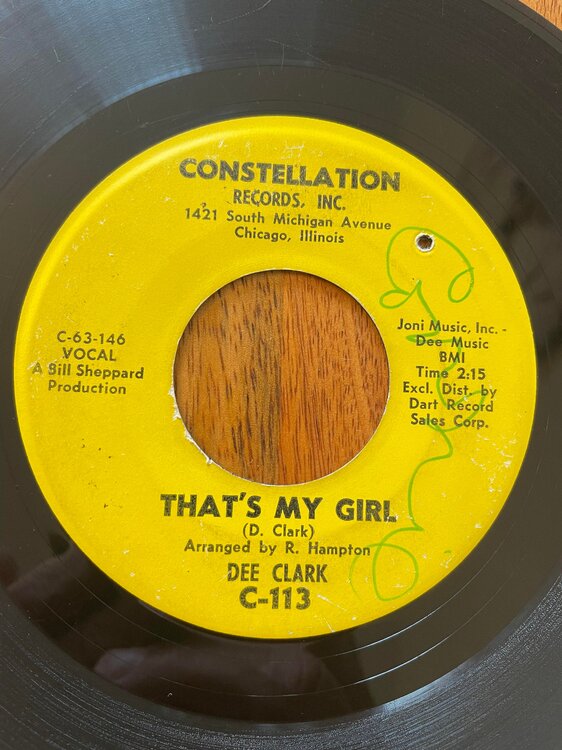 CONSTELLATION
RECORDS, INC.
1421 South Michigan Avenue
Chicago, Illinois
C-63-146
VOCAL
A Bill Sheppard
Production
Joni Music, Inc. -
Dee Music
BMI
Time 2:15
Excl. Dist. by
Dart Record
Sales Corp.
THAT'S MY GIRL
(D. Clark)
Arranged by R. Hampton
DEE CLARK
C-113